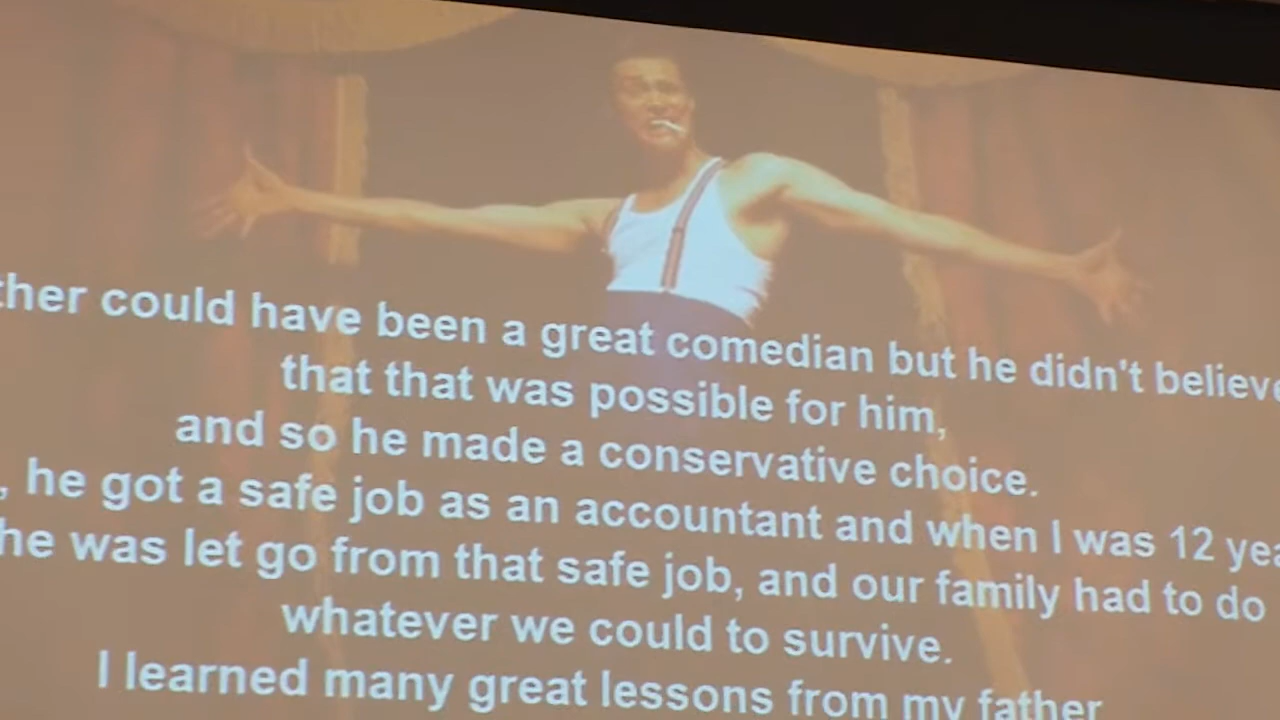 ther could have been a great comedian but he didn't believe
that that was possible for him,
and so he made a conservative choice.
, he got a safe job as an accountant and when I was 12 yea
he was let go from that safe job, and our family had to do
whatever we could to survive.
I learned many great lessons from my father